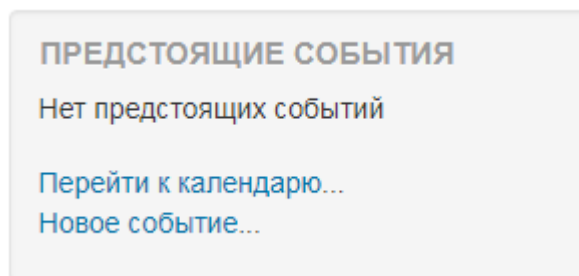 ПРЕДСТОЯЩИЕ СОБЫТИЯ
Нет предстоящих событий
Перейти к календарю...
Новое событие...